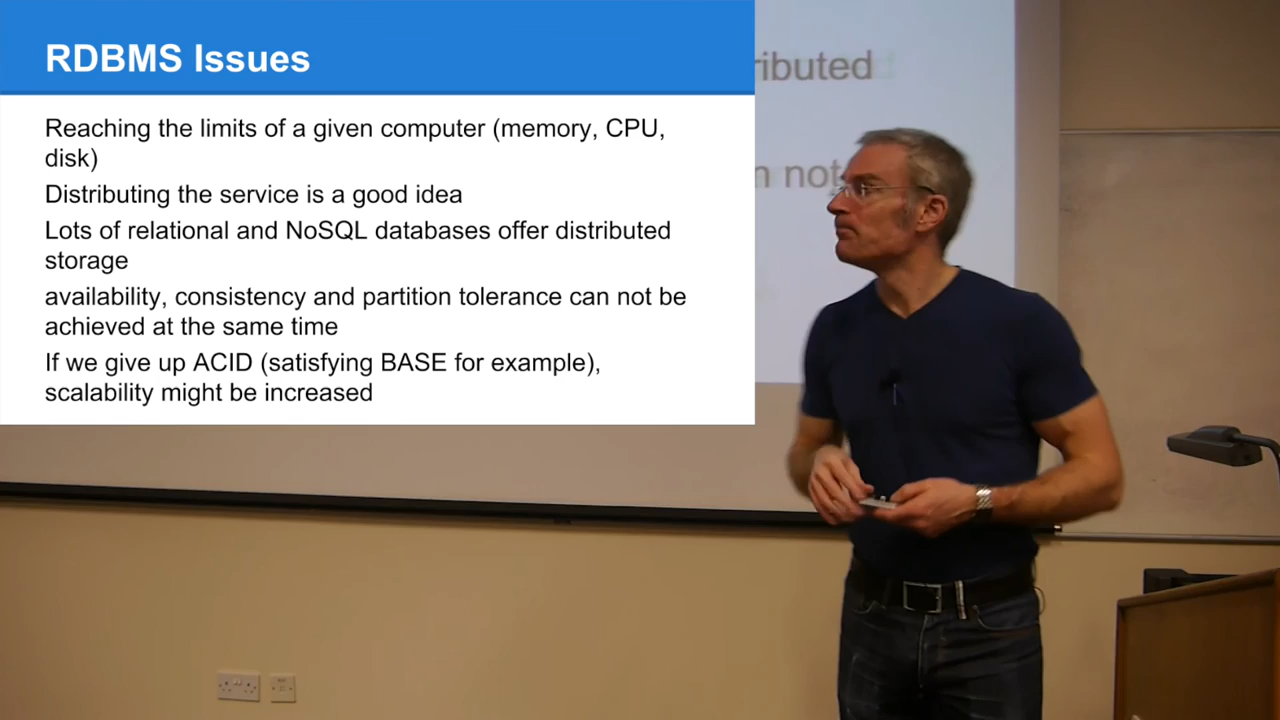 RDBMS Issues
Reaching the limits of a given computer (memory, CPU,
disk)
Distributing the service is a good idea
Lots of relational and NoSQL databases offer distributed
storage
availability, consistency and partition tolerance can not be
achieved at the same time
If we give up ACID (satisfying BASE for example),
scalability might be increased
ributed
n not